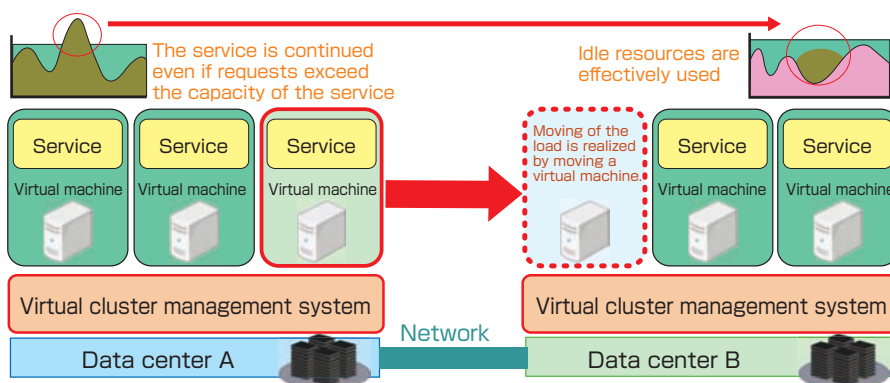 The service is continued
even if requests exceed
the capacity of the service
Idle resources are
effectively used
Service
Virtual machine
Service
Virtual machine
Service
Virtual machine
Moving of the
load is realized
by moving a
virtual machine.
Service
Virtual machine
Service
Virtual machine
Virtual cluster management system
Virtual cluster management system
Network
Data center A
Data center B